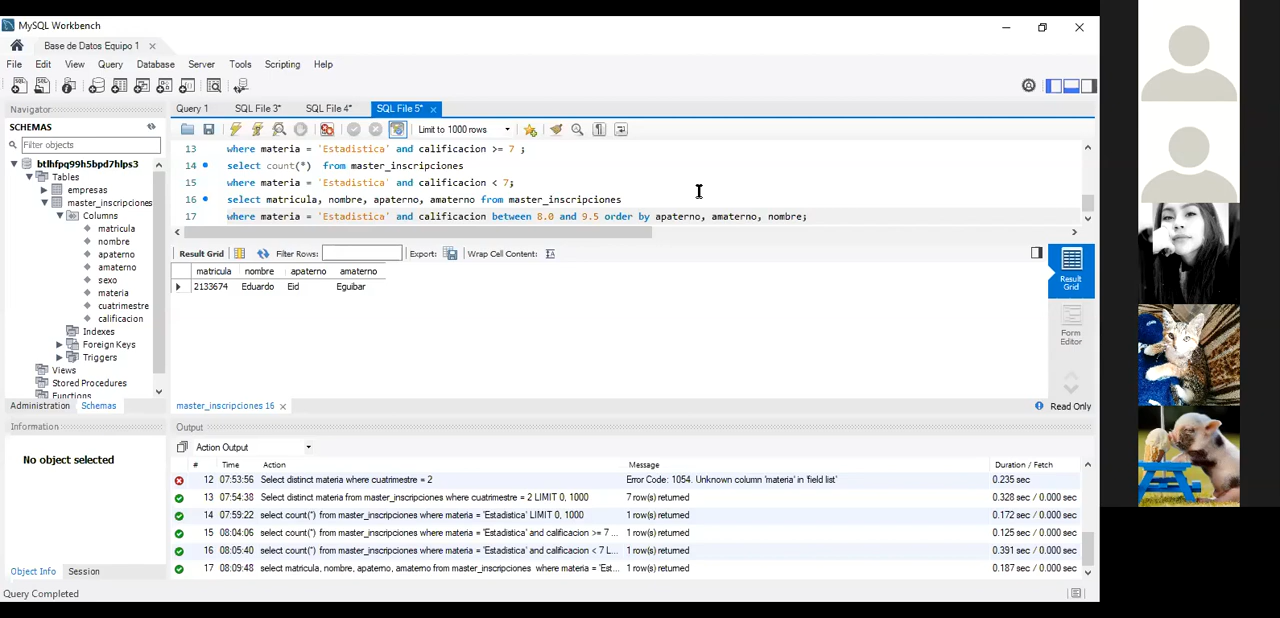 MySQL Workbench
Base de Datos Equipo 1
File Edit View Query Database Server Tools Scripting Help
Navigator
SCHEMAS
Filter objects
btlhfpq99h5bpd7hlps3
Tables
empresas
master_inscripciones
Columns
matricula
nombre
apaterno
amaterno
sexo
materia
cuatrimestre
calificacion
Indexes
Foreign Keys
Triggers
Views
Stored Procedures
Functions
Administration Schemas
Information
No object selected
Object Info Session
Query Completed
Query 1 SQL File 3* SQL File 4* SQL File 5*
Limit to 1000 rows
13 where materia = 'Estadistica' and calificacion >= 7 ;
14 select count(*) from master_inscripciones
15 where materia = 'Estadistica' and calificacion < 7;
16 select matricula, nombre, apaterno, amaterno from master_inscripciones
17 where materia = 'Estadistica' and calificacion between 8.0 and 9.5 order by apaterno, amaterno, nombre;
Result Grid Filter Rows: Export: Wrap Cell Content:
matricula nombre apaterno amaterno
2133674 Eduardo Eid Eguibar
Result Grid
Form Editor
master_inscripciones 16
Read Only
Output
Action Output
# Time Action Message Duration / Fetch
12 07:53:56 Select distinct materia where cuatrimestre = 2 Error Code: 1054. Unknown column 'materia' in 'field list' 0.235 sec
13 07:54:38 Select distinct materia from master_inscripciones where cuatrimestre = 2 LIMIT 0, 1000 7 row(s) returned 0.328 sec / 0.000 sec
14 07:59:22 select count(*) from master_inscripciones where materia = 'Estadistica' LIMIT 0, 1000 1 row(s) returned 0.172 sec / 0.000 sec
15 08:04:06 select count(*) from master_inscripciones where materia = 'Estadistica' and calificacion >= 7 ... 1 row(s) returned 0.125 sec / 0.000 sec
16 08:05:40 select count(*) from master_inscripciones where materia = 'Estadistica' and calificacion < 7 L... 1 row(s) returned 0.391 sec / 0.000 sec
17 08:09:48 select matricula, nombre, apaterno, amaterno from master_inscripciones where materia = 'Est... 1 row(s) returned 0.187 sec / 0.000 sec